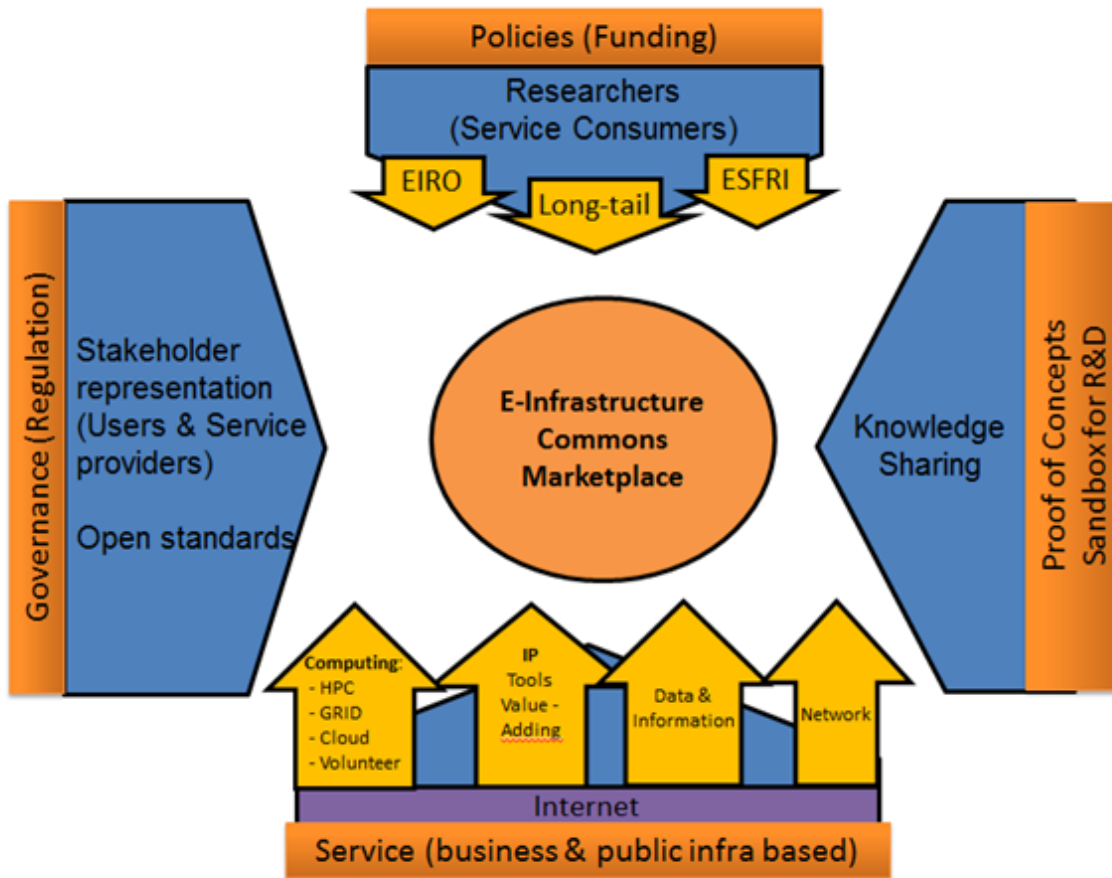 Policies (Funding)
Researchers
(Service Consumers)
EIRO
Long-tail
ESFRI
Governance (Regulation)
Stakeholder
representation
(Users & Service
providers)
Open standards
E-Infrastructure
Commons
Marketplace
Knowledge
Sharing
Proof of Concepts
Sandbox for R&D
Computing:
- HPC
- GRID
- Cloud
- Volunteer
IP
Tools
Value -
Adding
Data &
Information
Network
Internet
Service (business & public infra based)